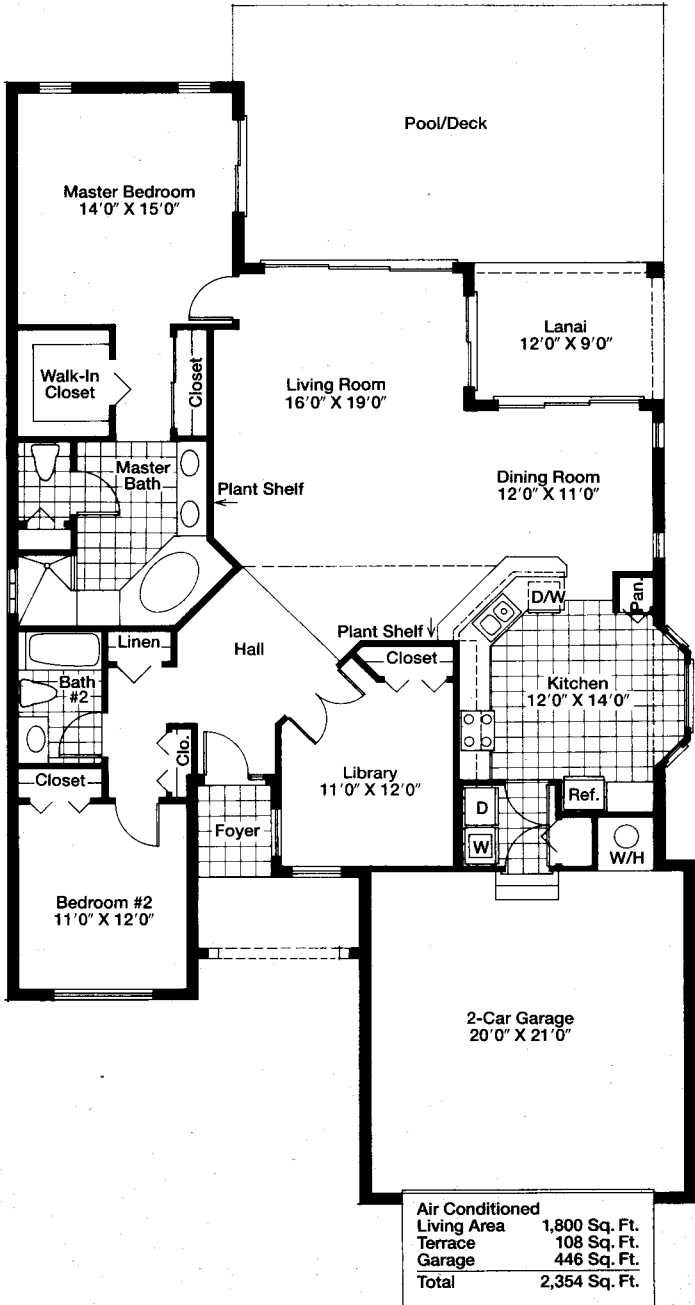 Pool/Deck
Master Bedroom
14'0" X 15'0"
Lanai
12'0" X 9'0"
Walk-In
Closet
Closet
Living Room
16'0" X 19'0"
Master
Bath
Plant Shelf
Dining Room
12'0" X 11'0"
D/W
Pan.
Linen
Hall
Plant Shelf
Closet
Bath
#2
Kitchen
12'0" X 14'0"
Clo.
Closet
Library
11'0" X 12'0"
Foyer
D
W
Ref.
W/H
Bedroom #2
11'0" X 12'0"
2-Car Garage
20'0" X 21'0"
Air Conditioned
Living Area 1,800 Sq. Ft.
Terrace 108 Sq. Ft.
Garage 446 Sq. Ft.
Total 2,354 Sq. Ft.